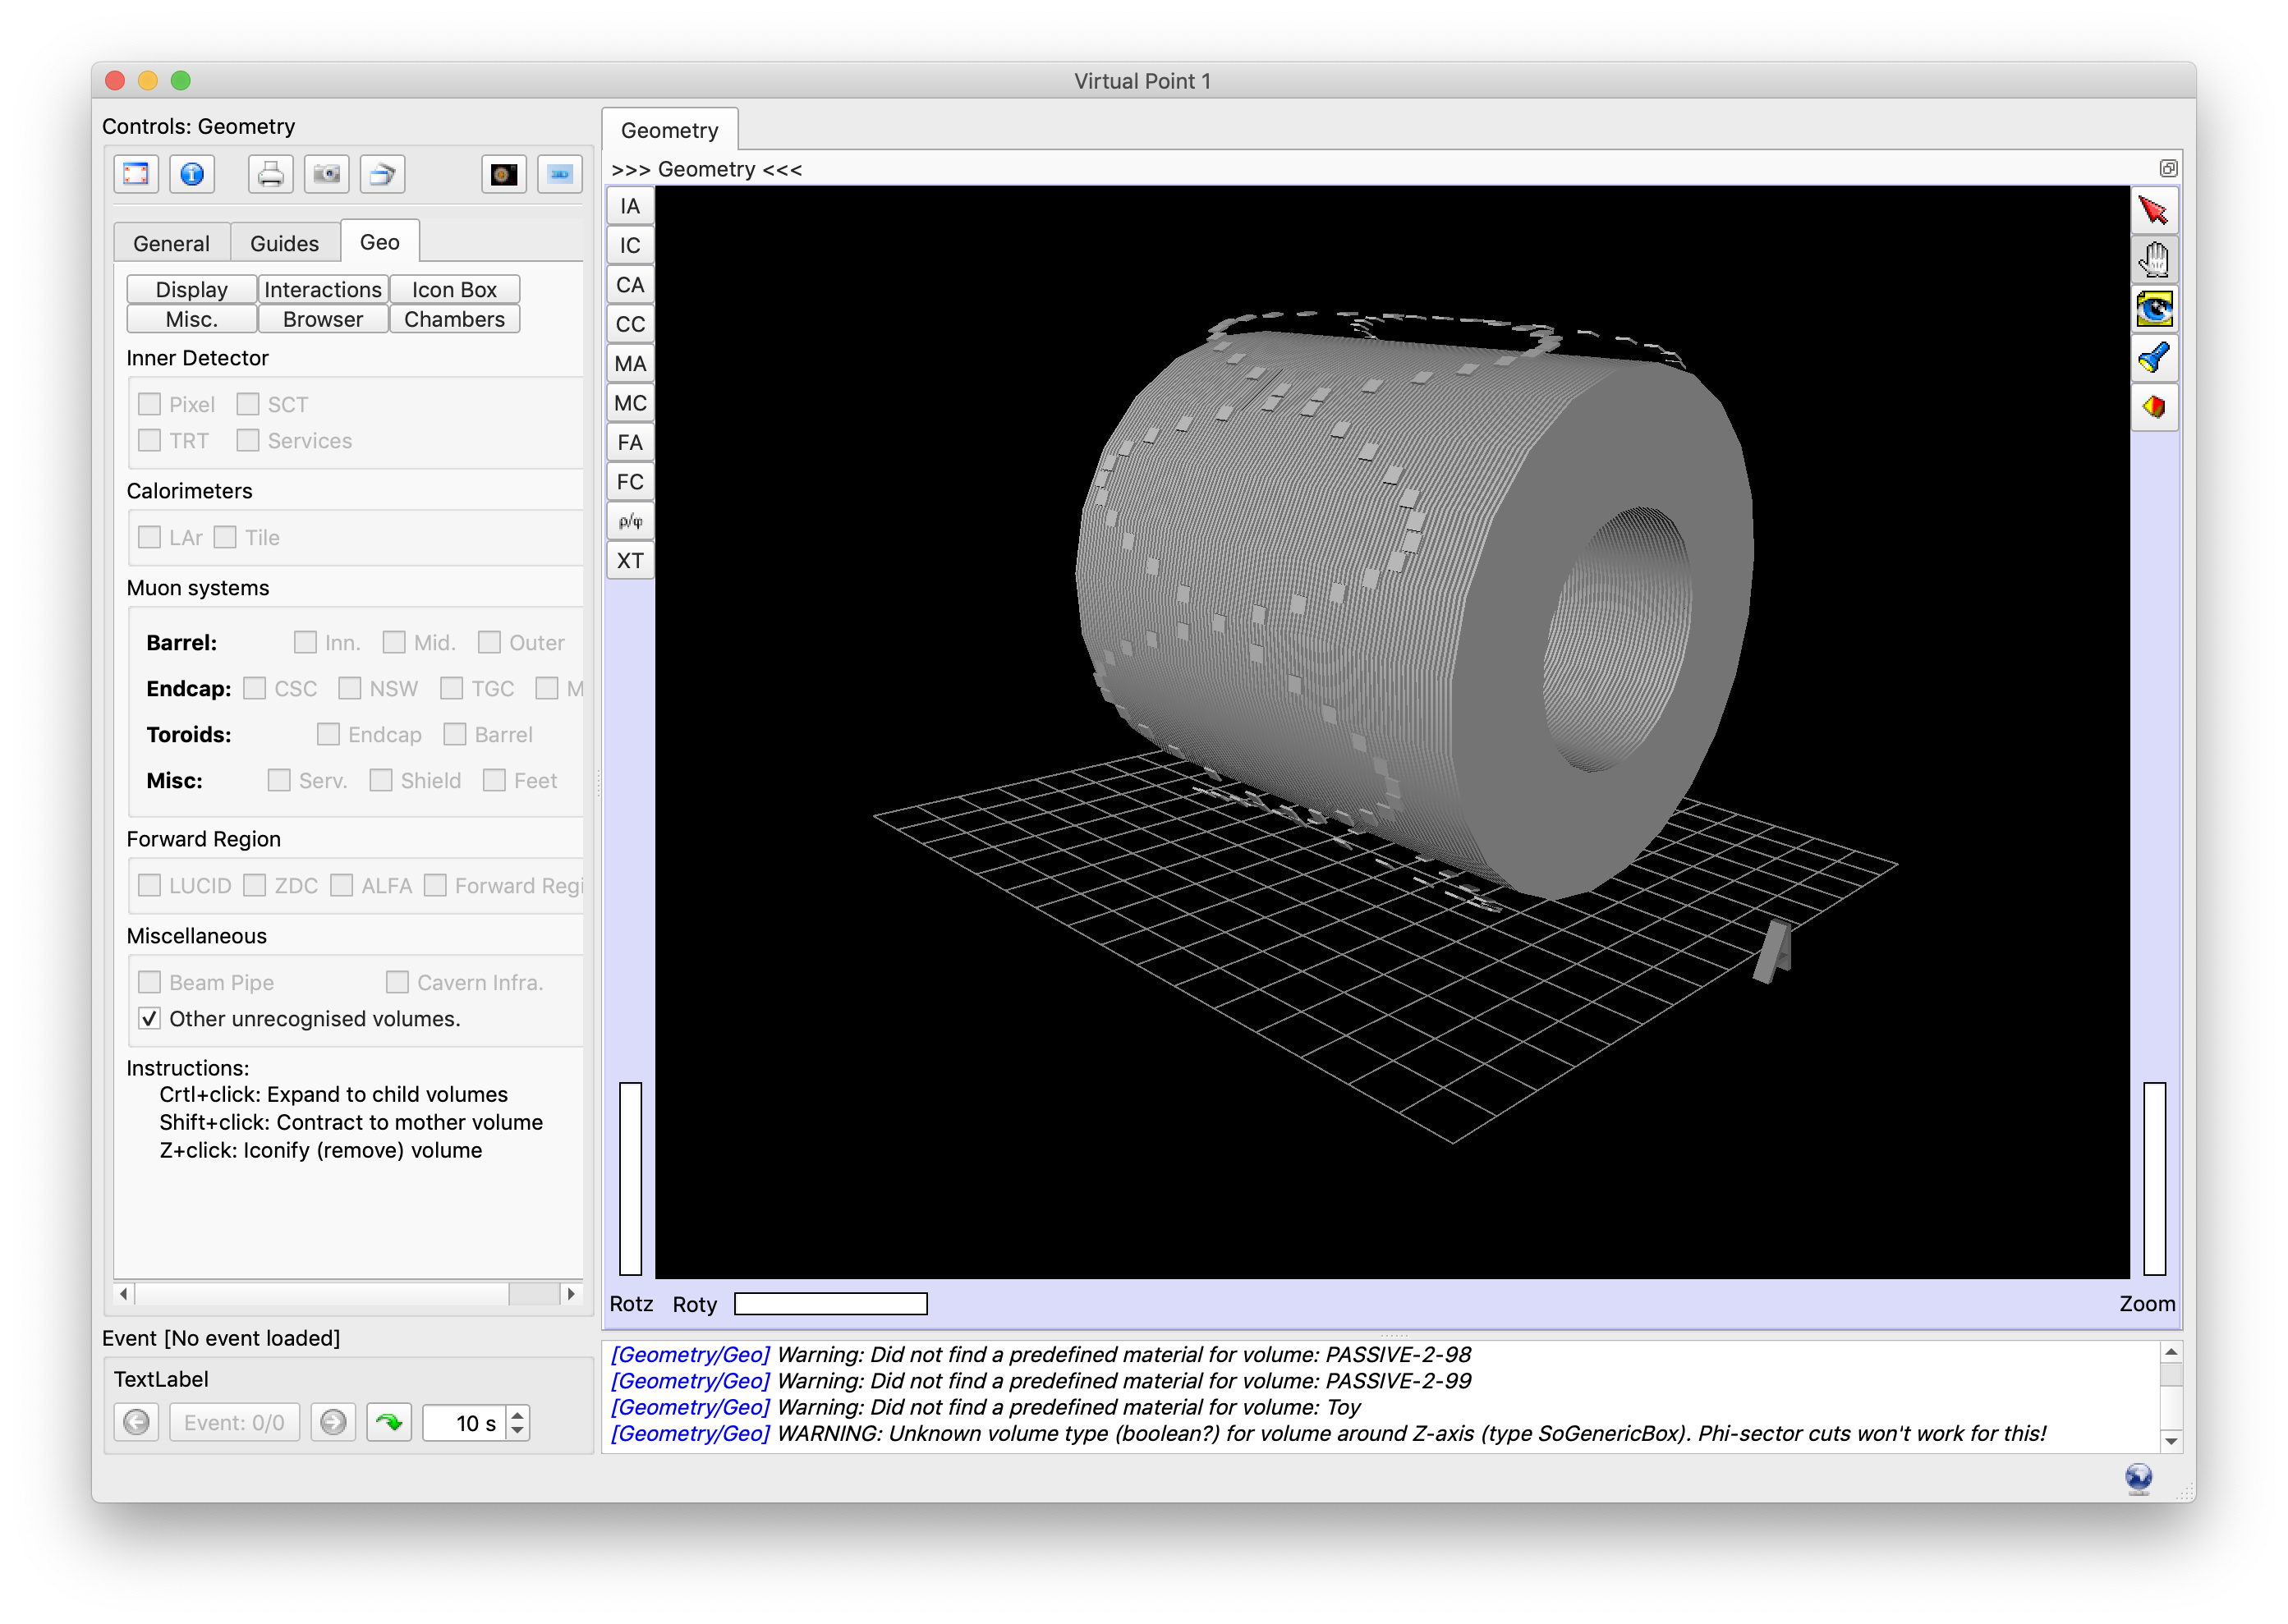 Virtual Point 1
Controls: Geometry
General Guides Geo
Display Interactions Icon Box
Misc. Browser Chambers
Inner Detector
Pixel SCT
TRT Services
Calorimeters
LAr Tile
Muon systems
Barrel: Inn. Mid. Outer
Endcap: CSC NSW TGC M
Toroids: Endcap Barrel
Misc: Serv. Shield Feet
Forward Region
LUCID ZDC ALFA Forward Regi
Miscellaneous
Beam Pipe Cavern Infra.
Other unrecognised volumes.
Instructions:
Crtl+click: Expand to child volumes
Shift+click: Contract to mother volume
Z+click: Iconify (remove) volume
Event [No event loaded]
TextLabel
Event: 0/0 10 s
Geometry
>>> Geometry <<<
IA
IC
CA
CC
MA
MC
FA
FC
ρ/φ
XT
A
3D
Rotz Roty Zoom
[Geometry/Geo] Warning: Did not find a predefined material for volume: PASSIVE-2-98
[Geometry/Geo] Warning: Did not find a predefined material for volume: PASSIVE-2-99
[Geometry/Geo] Warning: Did not find a predefined material for volume: Toy
[Geometry/Geo] WARNING: Unknown volume type (boolean?) for volume around Z-axis (type SoGenericBox). Phi-sector cuts won't work for this!